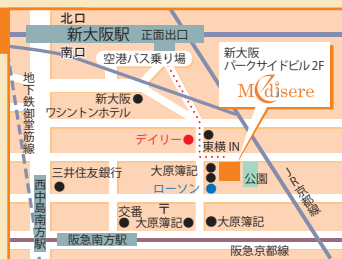 北口
新大阪駅 正面出口
南口
空港バス乗り場
新大阪
パークサイドビル2F
Medisere
地下鉄御堂筋線
新大阪
ワシントンホテル
デイリー
東横IN
三井住友銀行
大原簿記
公園
ローソン
JR京都線
西中島南方駅
交番
〒
大原簿記
大原簿記
阪急南方駅
阪急京都線